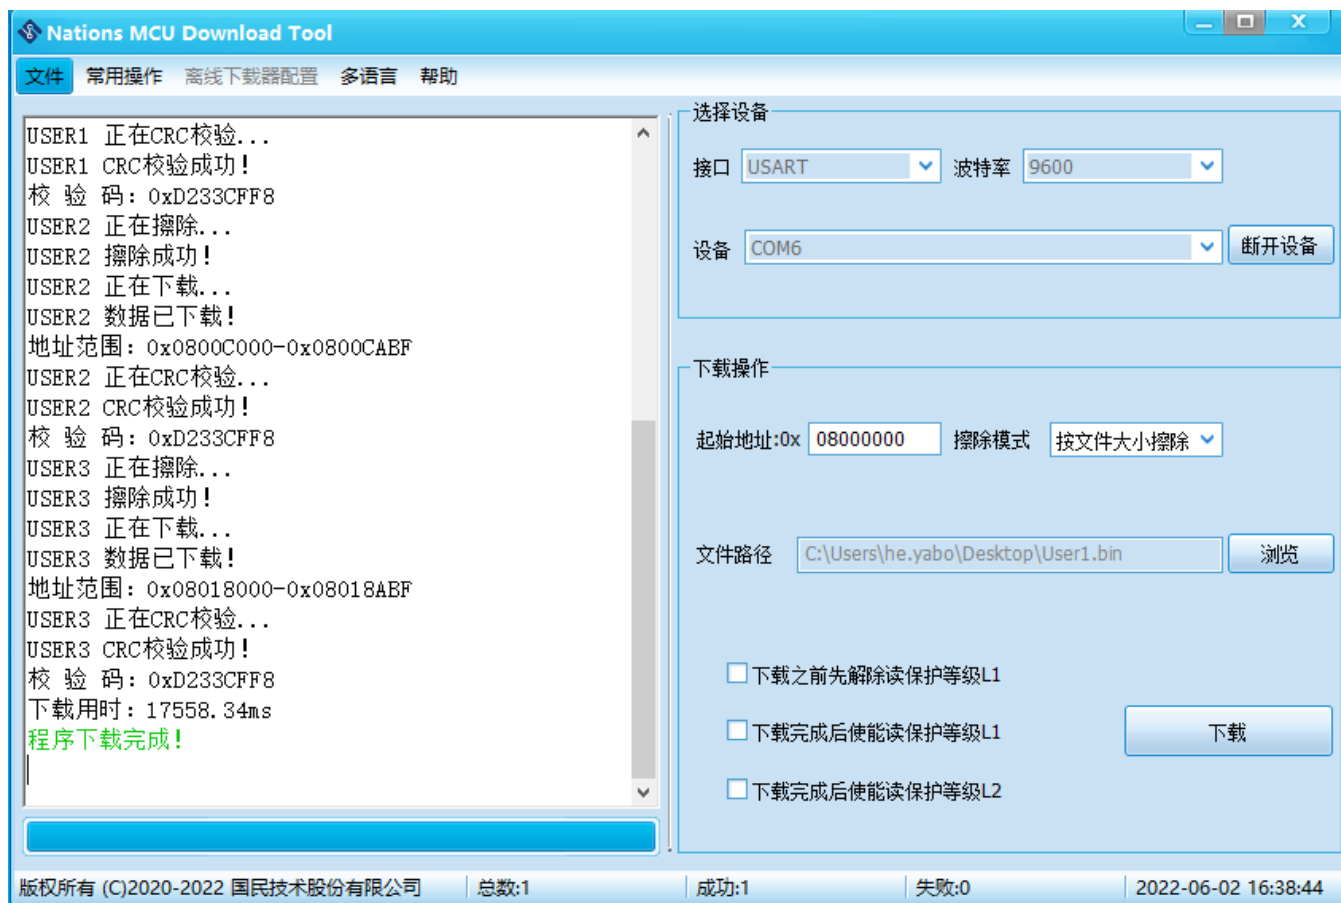 Nations MCU Download Tool
文件 常用操作 离线下载器配置 多语言 帮助
USER1 正在CRC校验...
USER1 CRC校验成功!
校 验 码: 0xD233CFF8
USER2 正在擦除...
USER2 擦除成功!
USER2 正在下载...
USER2 数据已下载!
地址范围: 0x0800C000-0x0800CABF
USER2 正在CRC校验...
USER2 CRC校验成功!
校 验 码: 0xD233CFF8
USER3 正在擦除...
USER3 擦除成功!
USER3 正在下载...
USER3 数据已下载!
地址范围: 0x08018000-0x08018ABF
USER3 正在CRC校验...
USER3 CRC校验成功!
校 验 码: 0xD233CFF8
下载用时: 17558.34ms
程序下载完成!
选择设备
接口 USART 波特率 9600
设备 COM6 断开设备
下载操作
起始地址:0x 08000000 擦除模式 按文件大小擦除
文件路径 C:\Users\he.yabo\Desktop\User1.bin 浏览
下载之前先解除读保护等级L1
下载完成后使能读保护等级L1 下载
下载完成后使能读保护等级L2
版权所有 (C)2020-2022 国民技术股份有限公司 总数:1 成功:1 失败:0 2022-06-02 16:38:44